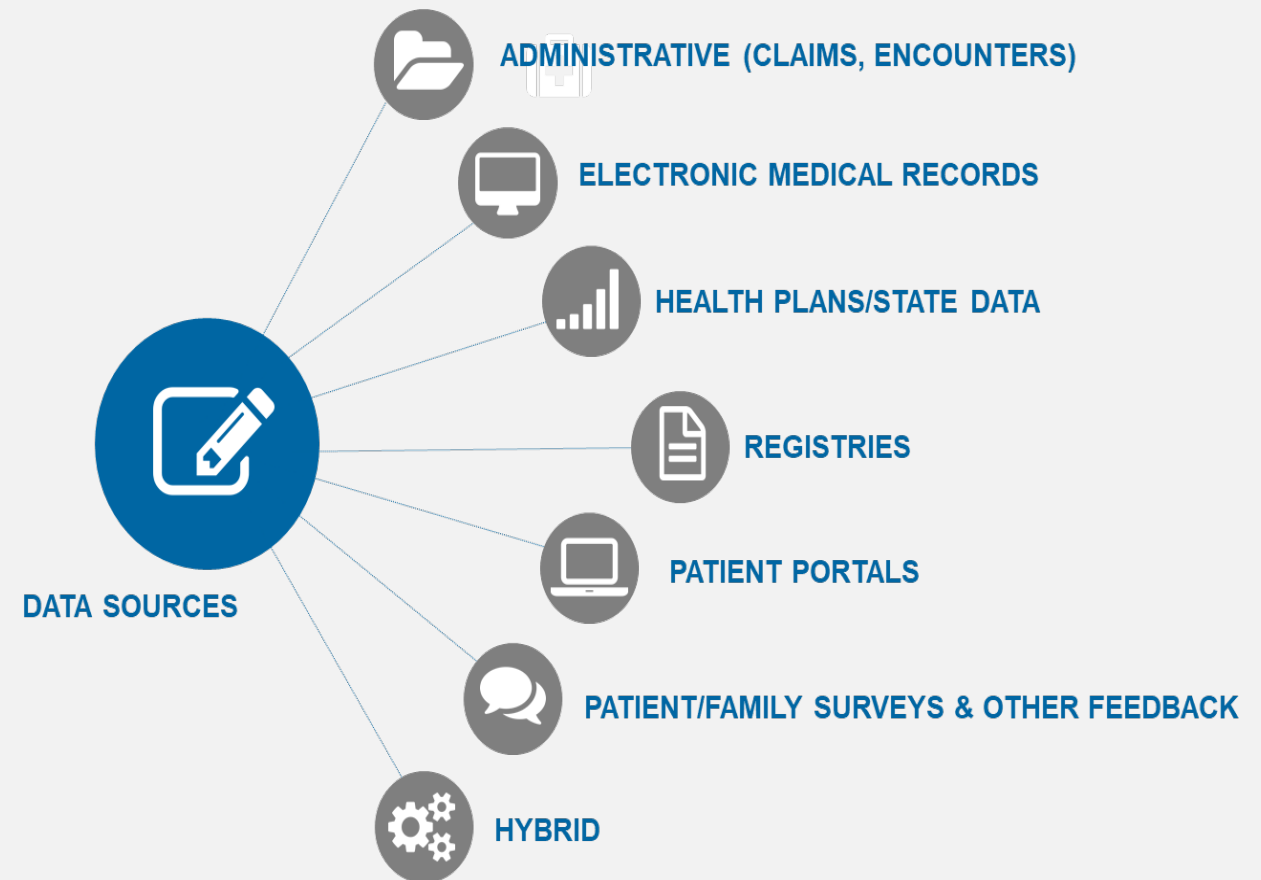 ADMINISTRATIVE (CLAIMS, ENCOUNTERS)
ELECTRONIC MEDICAL RECORDS
HEALTH PLANS/STATE DATA
REGISTRIES
PATIENT PORTALS
DATA SOURCES
PATIENT/FAMILY SURVEYS & OTHER FEEDBACK
HYBRID